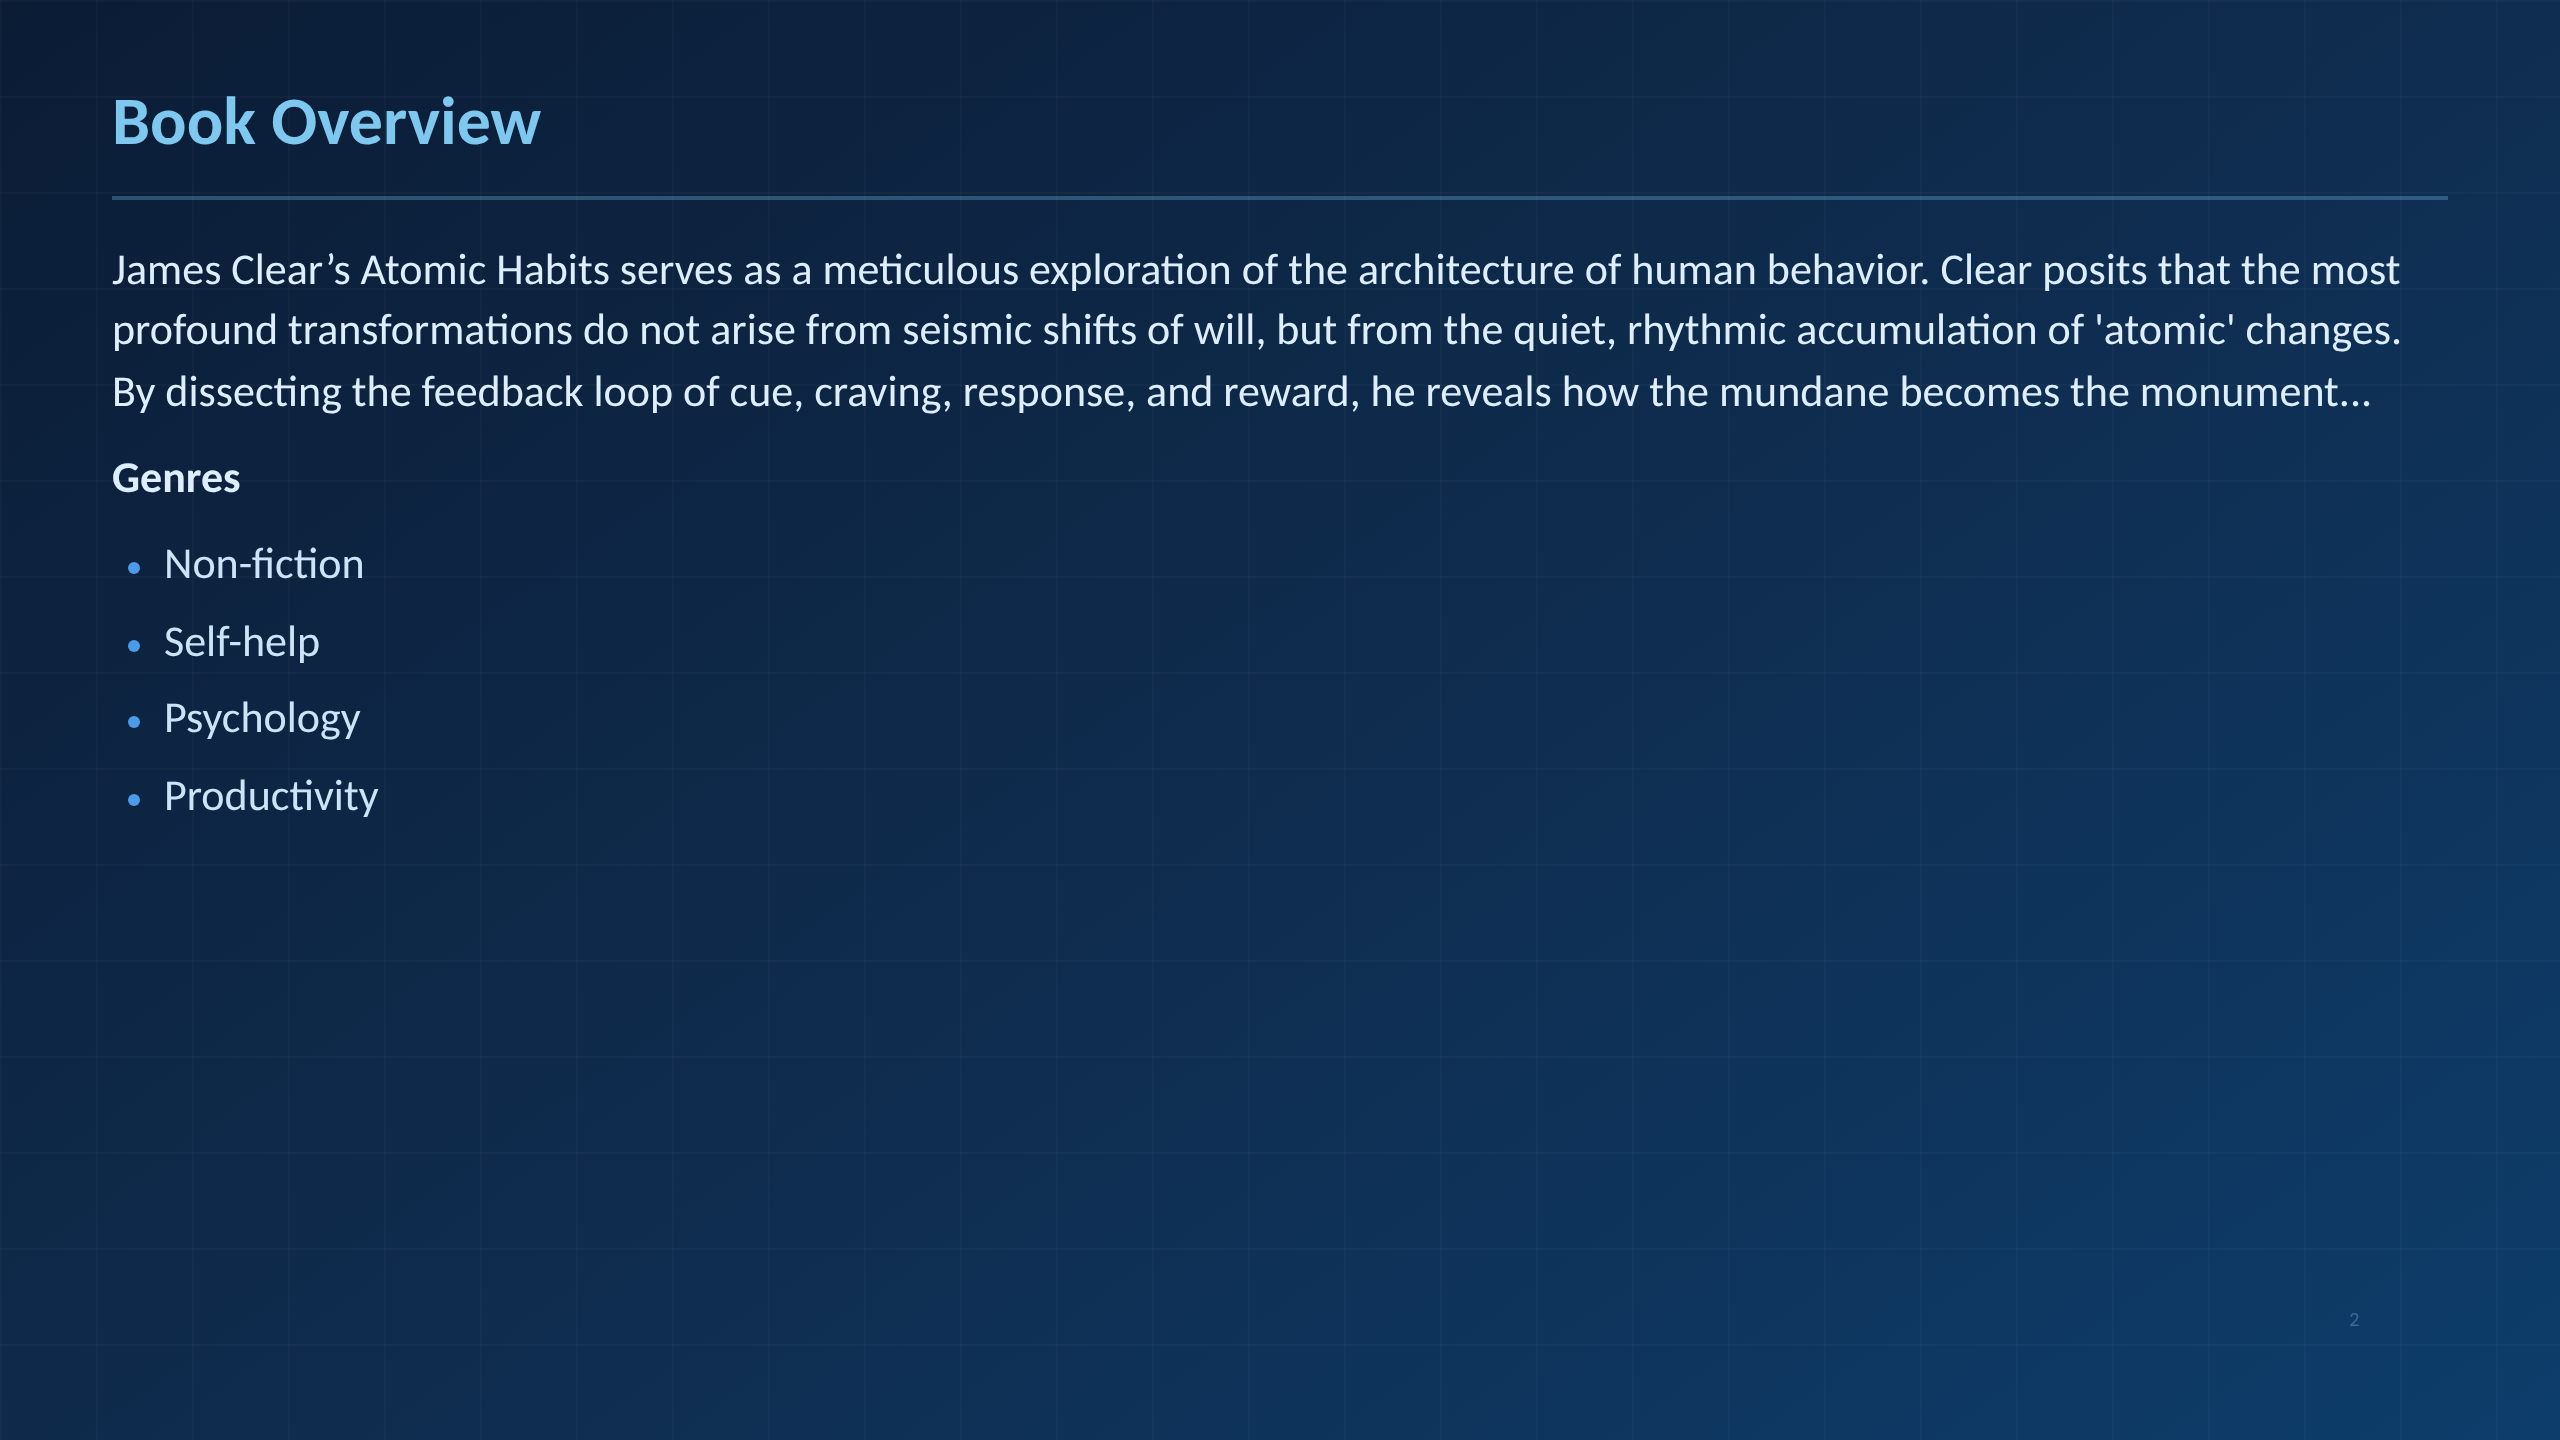 Book Overview
James Clear’s Atomic Habits serves as a meticulous exploration of the architecture of human behavior. Clear posits that the most
profound transformations do not arise from seismic shifts of will, but from the quiet, rhythmic accumulation of 'atomic' changes.
By dissecting the feedback loop of cue, craving, response, and reward, he reveals how the mundane becomes the monument...
Genres
• Non-fiction
• Self-help
• Psychology
• Productivity
2